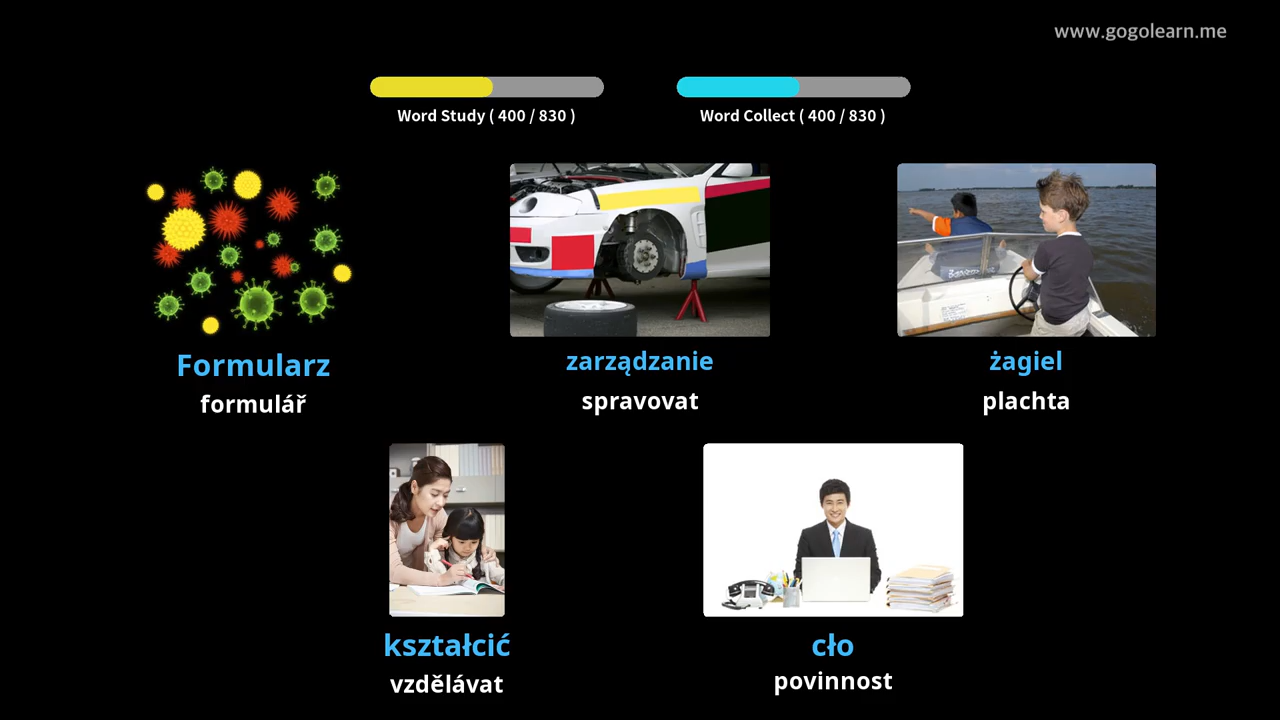 www.gogolearn.me
Word Study ( 400 / 830 )
Word Collect ( 400 / 830 )
Formularz
formulář
zarządzanie
spravovat
żagiel
plachta
kształcić
vzdělávat
cło
povinnost